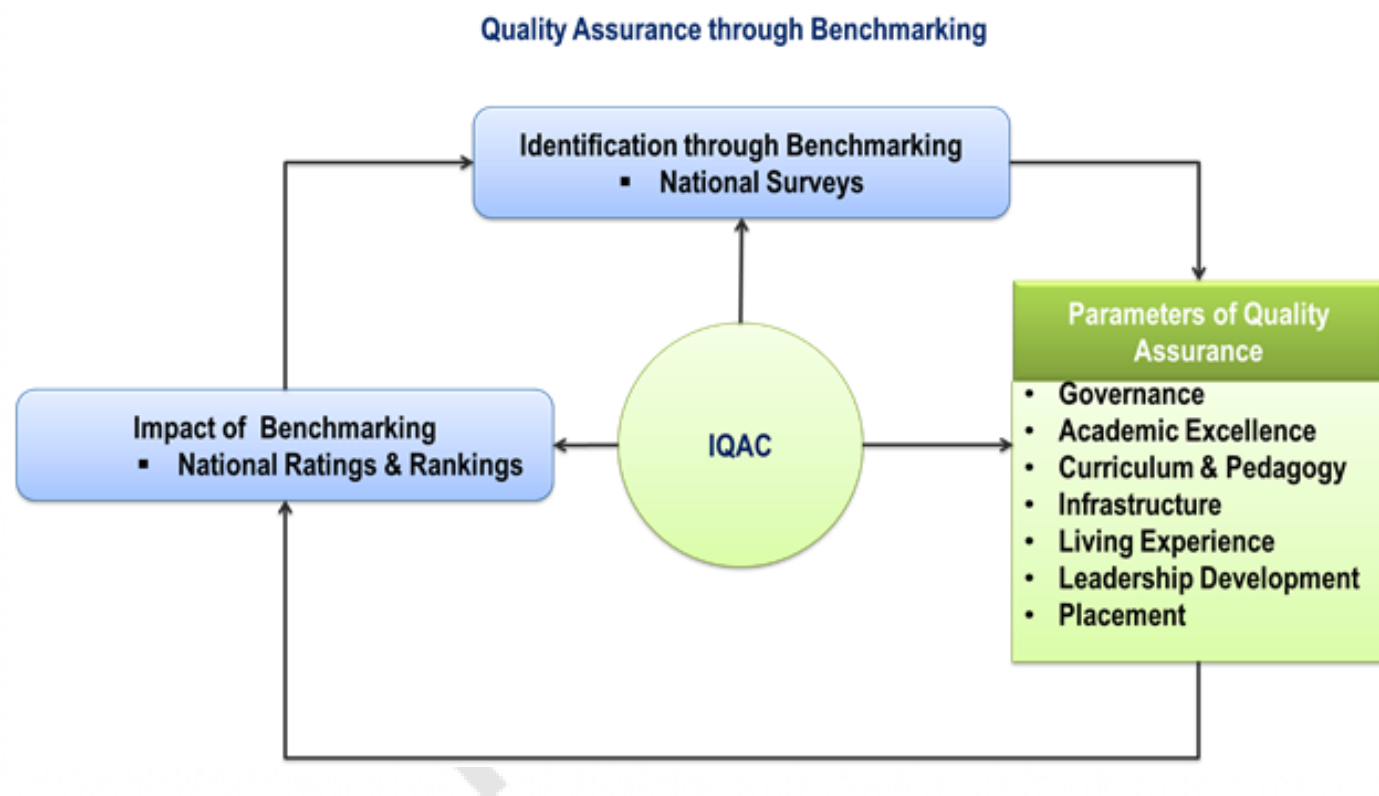 Quality Assurance through Benchmarking
Identification through Benchmarking
▪ National Surveys
Parameters of Quality
Assurance
• Governance
• Academic Excellence
• Curriculum & Pedagogy
• Infrastructure
• Living Experience
• Leadership Development
• Placement
IQAC
Impact of Benchmarking
▪ National Ratings & Rankings